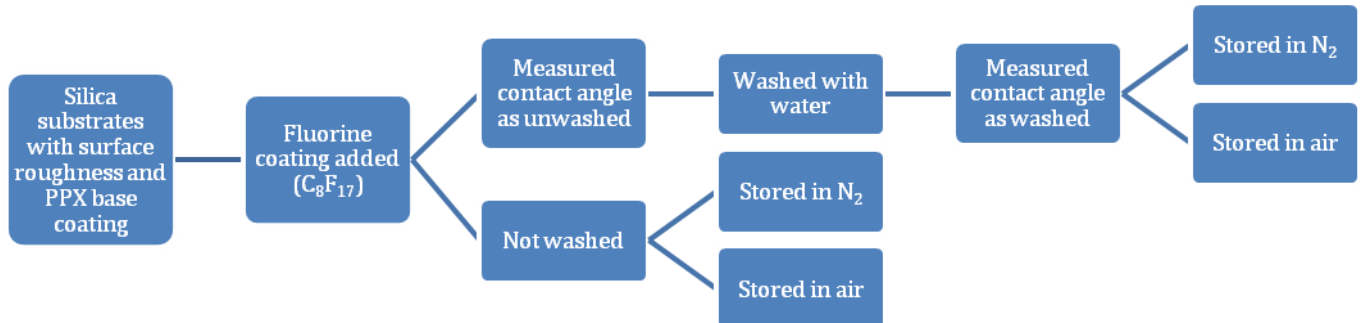 Silica
substrates
with surface
roughness and
PPX base
coating
Fluorine
coating added
(C₈F₁₇)
Measured
contact angle
as unwashed
Washed with
water
Measured
contact angle
as washed
Stored in N₂
Stored in air
Not washed
Stored in N₂
Stored in air